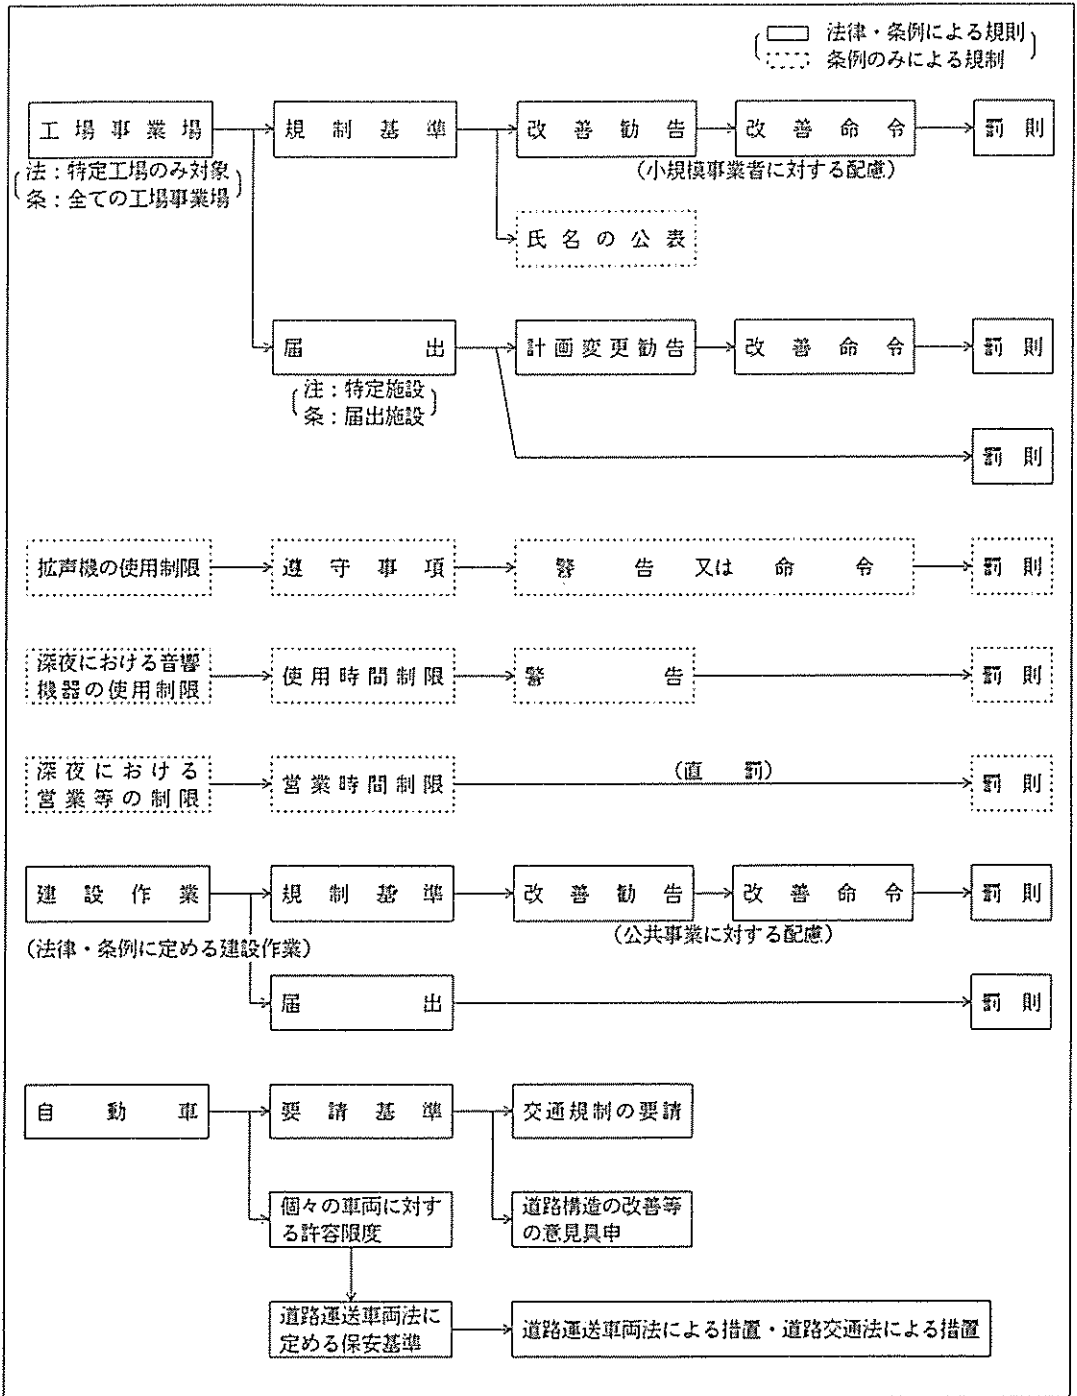 法律・条例による規則
条例のみによる規制
工場事業場
規制基準
改善勧告
改善命令
罰則
(法：特定工場のみ対象
条：全ての工場事業場)
(小規模事業者に対する配慮)
氏名の公表
届出
計画変更勧告
改善命令
罰則
(注：特定施設
条：届出施設)
罰則
拡声機の使用制限
遵守事項
警告又は命令
罰則
深夜における音響
機器の使用制限
使用時間制限
警告
罰則
深夜における
営業等の制限
営業時間制限
(直罰)
罰則
建設作業
規制基準
改善勧告
改善命令
罰則
(法律・条例に定める建設作業)
(公共事業に対する配慮)
届出
罰則
自動車
要請基準
交通規制の要請
個々の車両に対す
る許容限度
道路構造の改善等
の意見具申
道路運送車両法に
定める保安基準
道路運送車両法による措置・道路交通法による措置